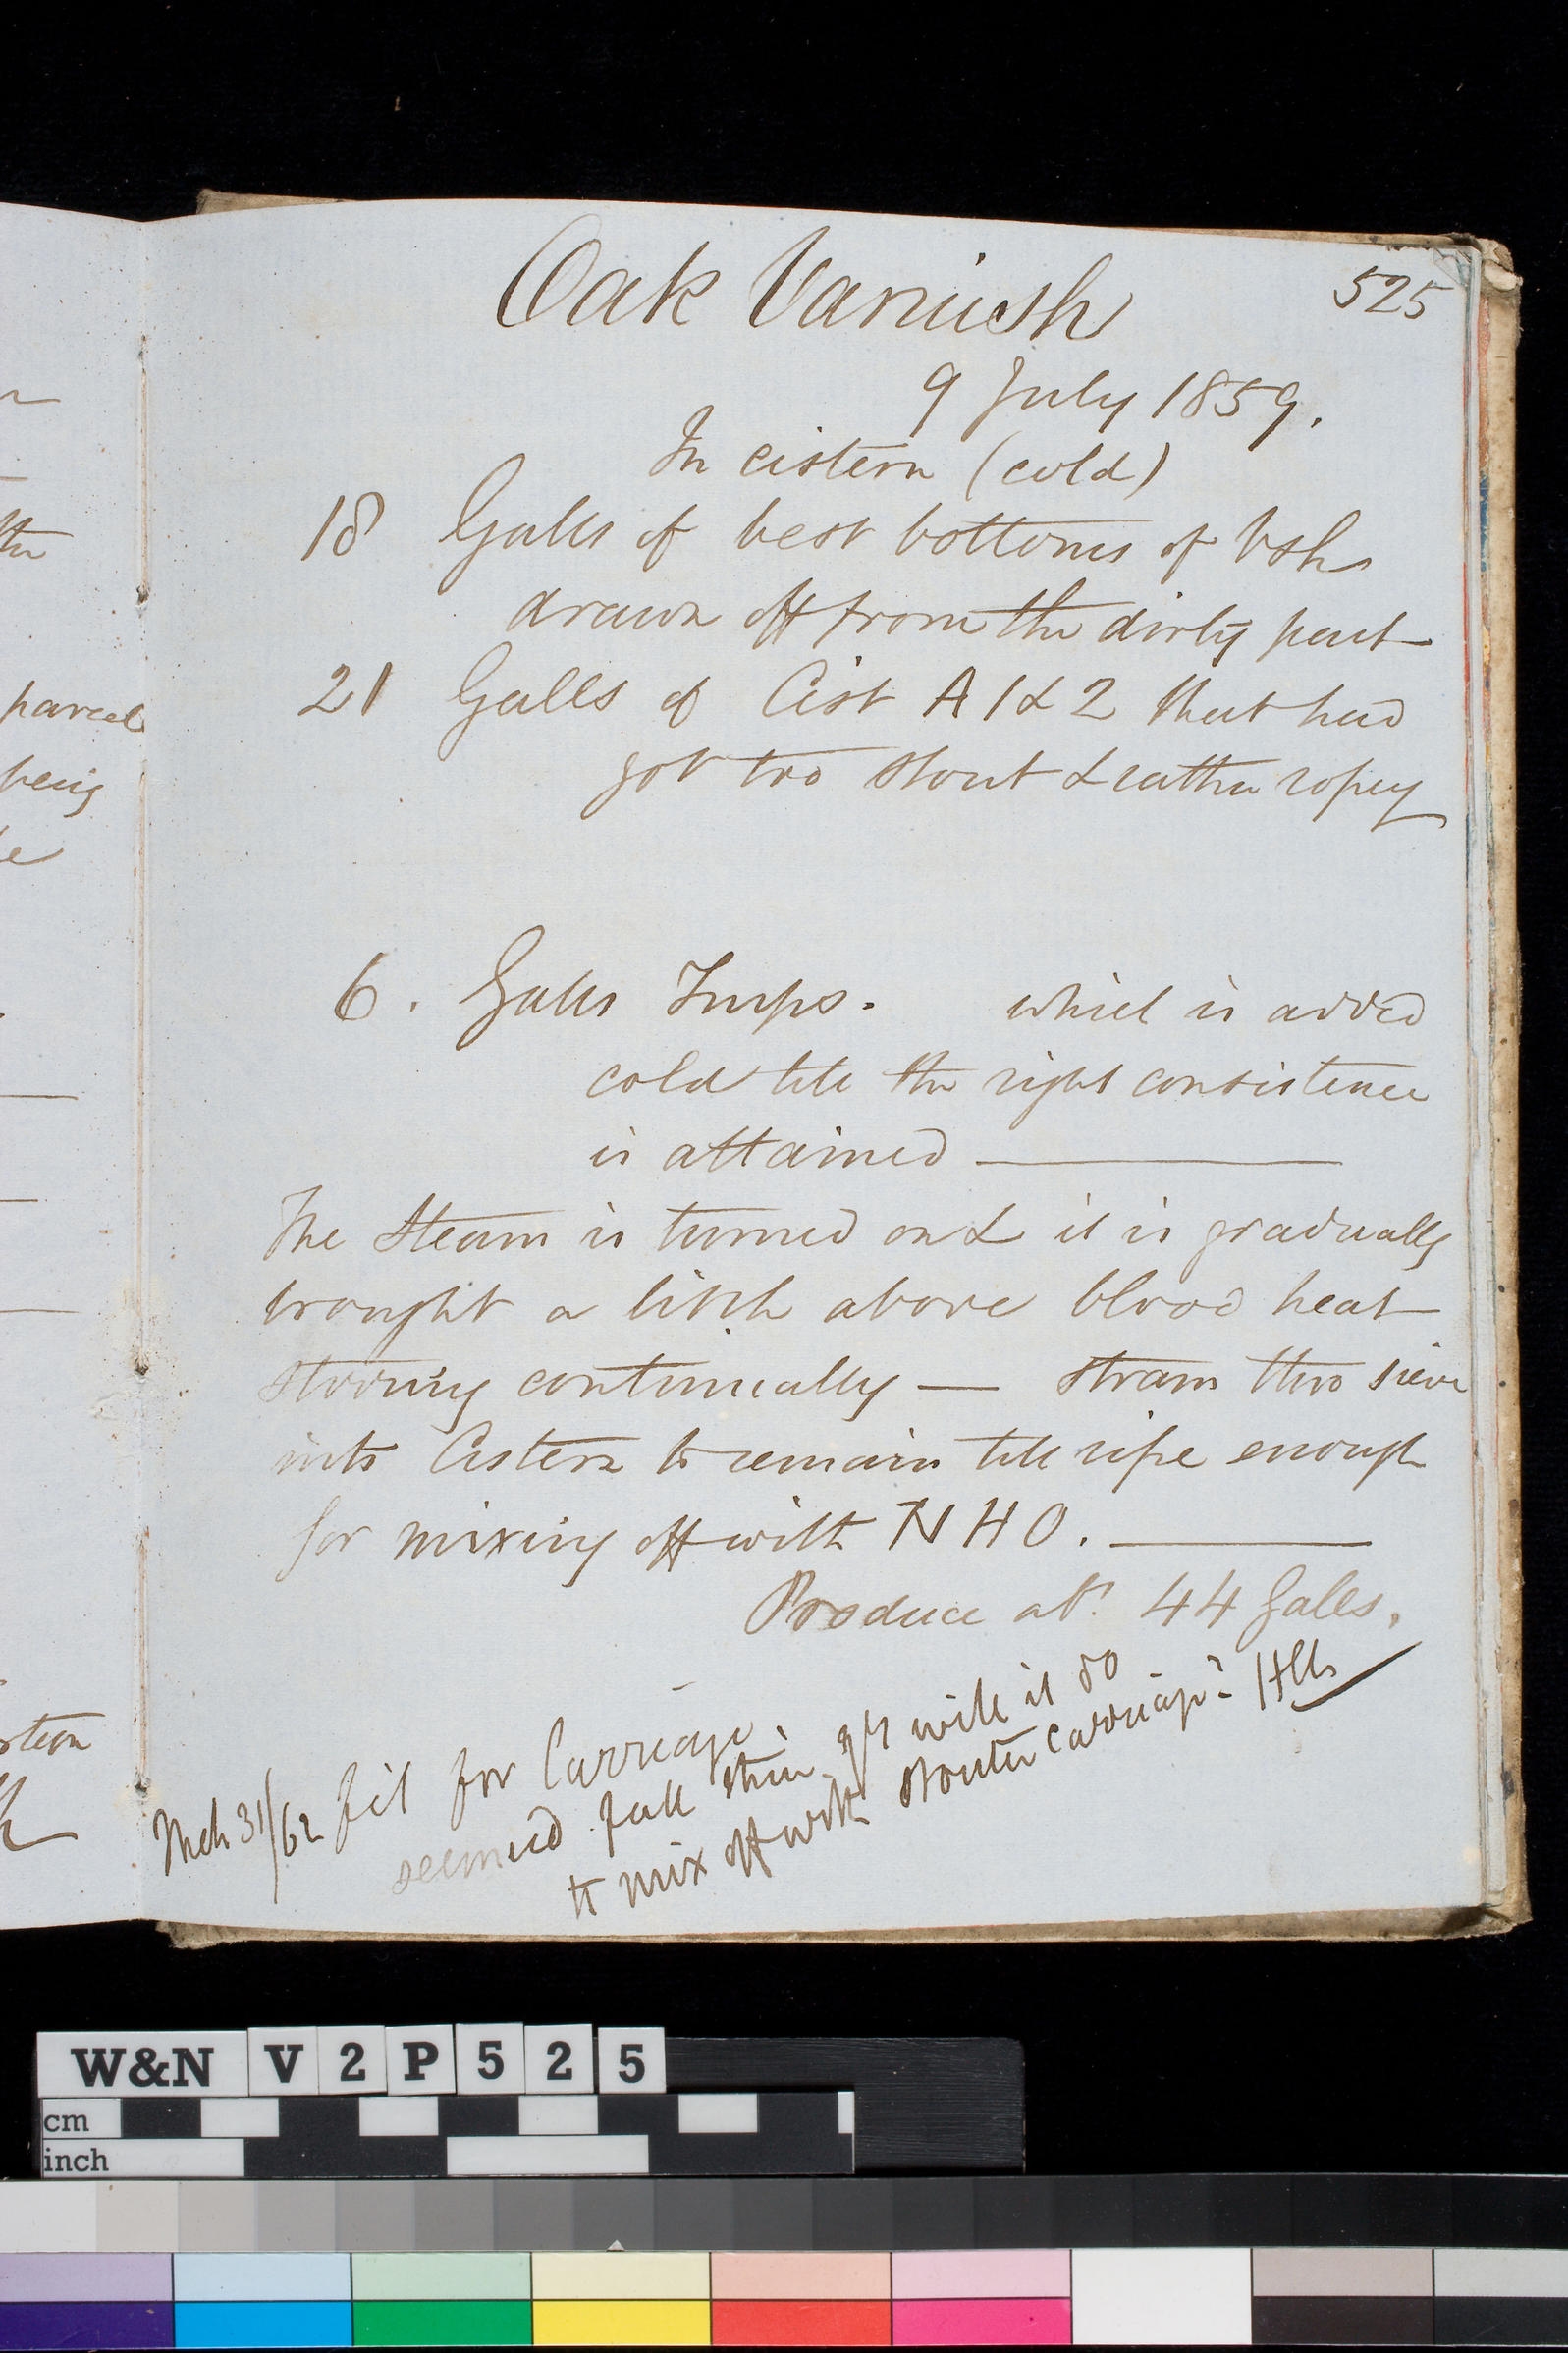 525
Oak Varnish
9 July 1859.
In cistern (cold)
18 Galls of best bottoms of Vsh
drawn off from the dirty part
21 Galls of Cist A 1 & 2 that had
got too stout & rather ropey
6. Galls Turps. which is added
cold till the right consistence
is attained
The Steam is turned on & it is gradually
brought a little above blood heat
stirring continually — strain thro sieve
into Cistern to remain till ripe enough
for mixing off with N H O.
Produce abt. 44 Galls.
Mch 31/62 fit for Carriage.
seemed full thin. will it do
to mix off with stouter carriage?
parcel
being
W&N V 2 P 5 2 5
cm
inch